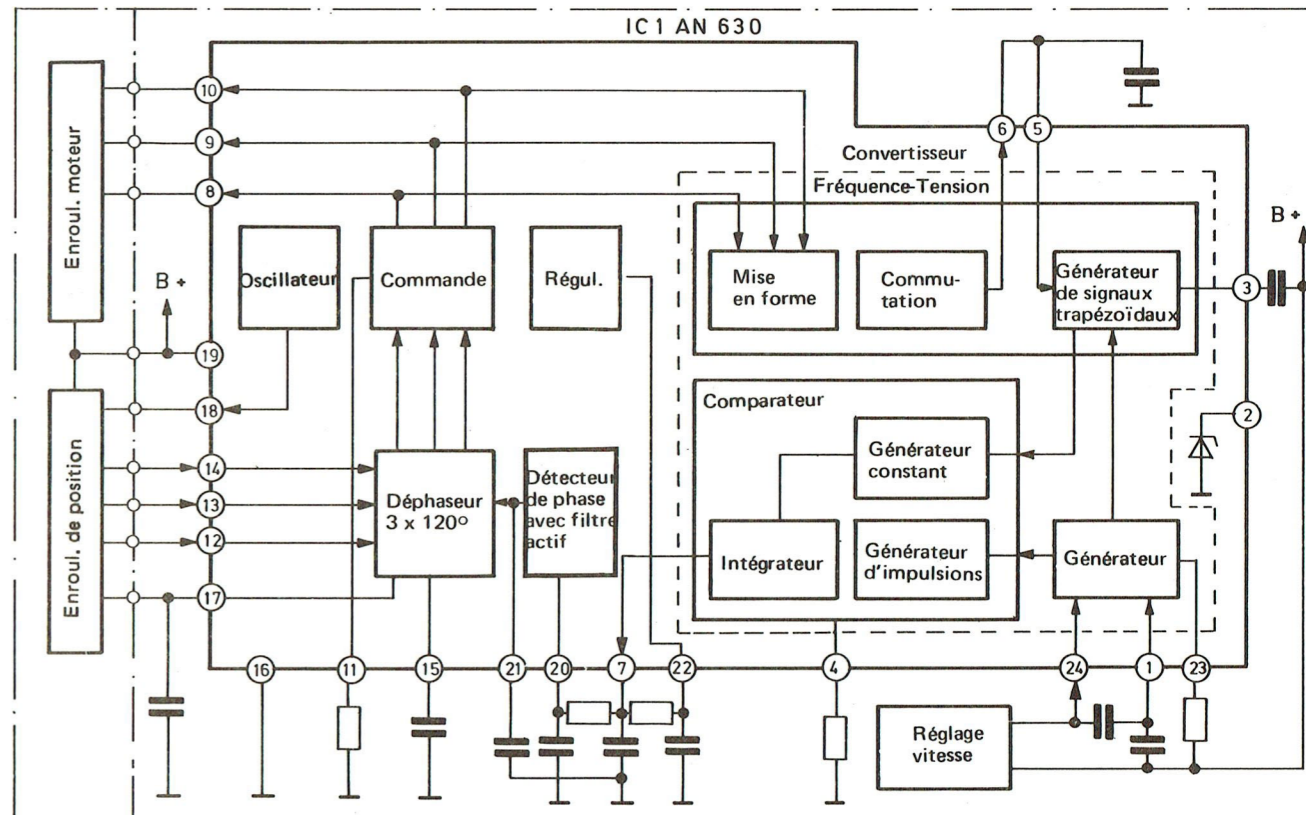 IC 1 AN 630
Enroul. moteur
B +
Enroul. de position
10
9
8
19
18
14
13
12
17
Oscillateur
Commande
Régul.
Déphaseur
3 x 120°
Détecteur
de phase
avec filtre
actif
6
5
Convertisseur
Fréquence-Tension
Mise
en forme
Commu-
tation
Générateur
de signaux
trapézoïdaux
B +
3
2
Comparateur
Générateur
constant
Intégrateur
Générateur
d'impulsions
Générateur
16
11
15
21
20
7
22
4
24
1
23
Réglage
vitesse